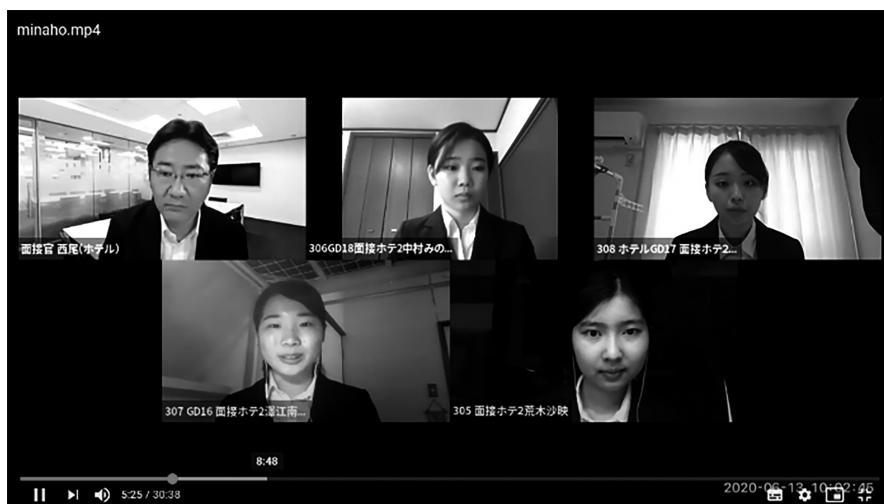 minaho.mp4
面接官 西尾(ホテル)
306GD18面接ホテ2中村みの...
308 ホテルGD17 面接ホテ2...
307 GD16 面接ホテ2澤江南...
305 面接ホテ2荒木沙映
8:48
5:25 / 30:38
2020-06-13 10:02:45